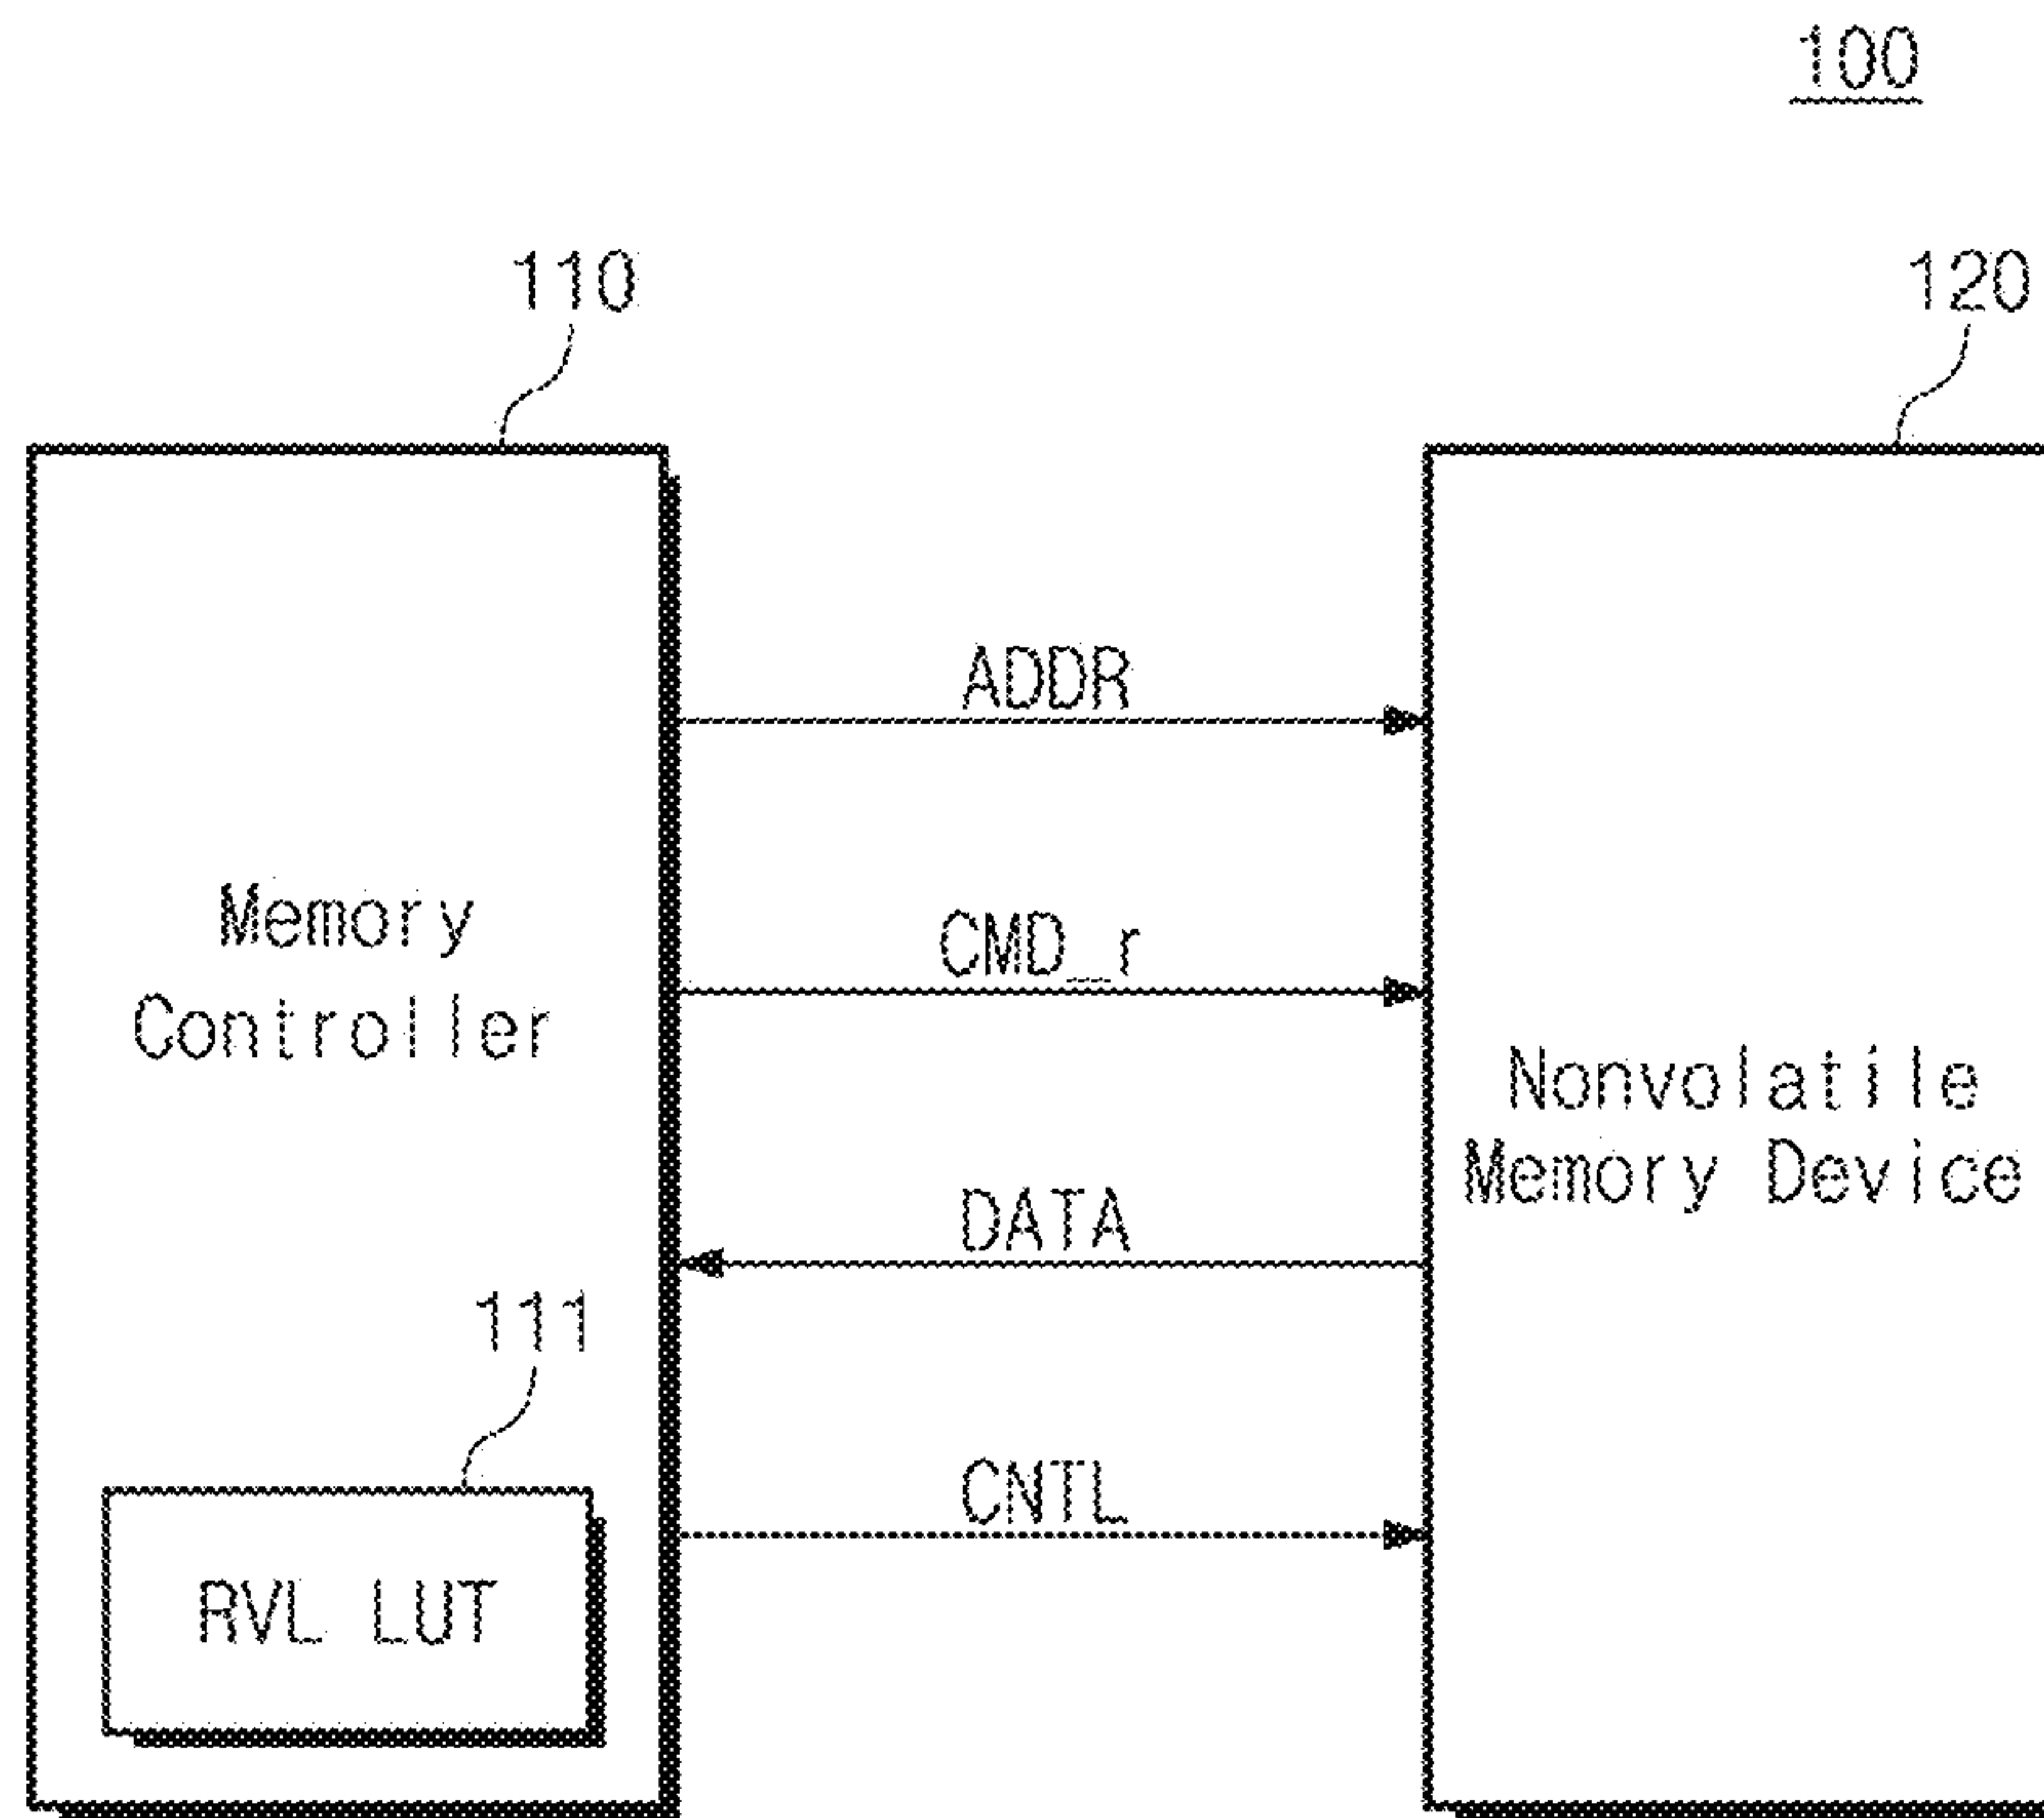 100
110
120
ADDR
Memory
Controller
CMD_r
Nonvolatile
Memory Device
DATA
111
CNTL
RVL LUT